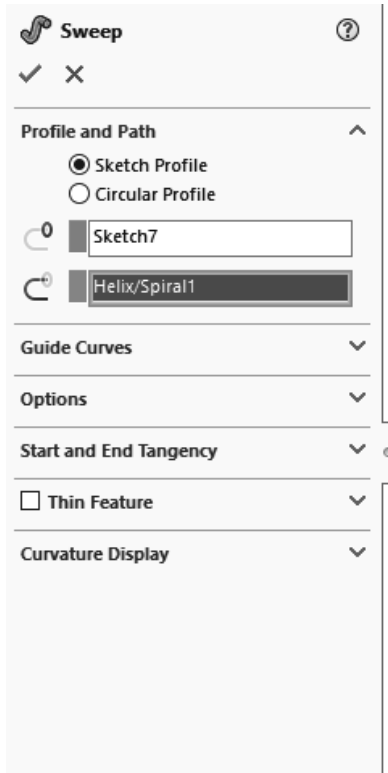 Sweep
Profile and Path
Sketch Profile
Circular Profile
Sketch7
Helix/Spiral1
Guide Curves
Options
Start and End Tangency
Thin Feature
Curvature Display